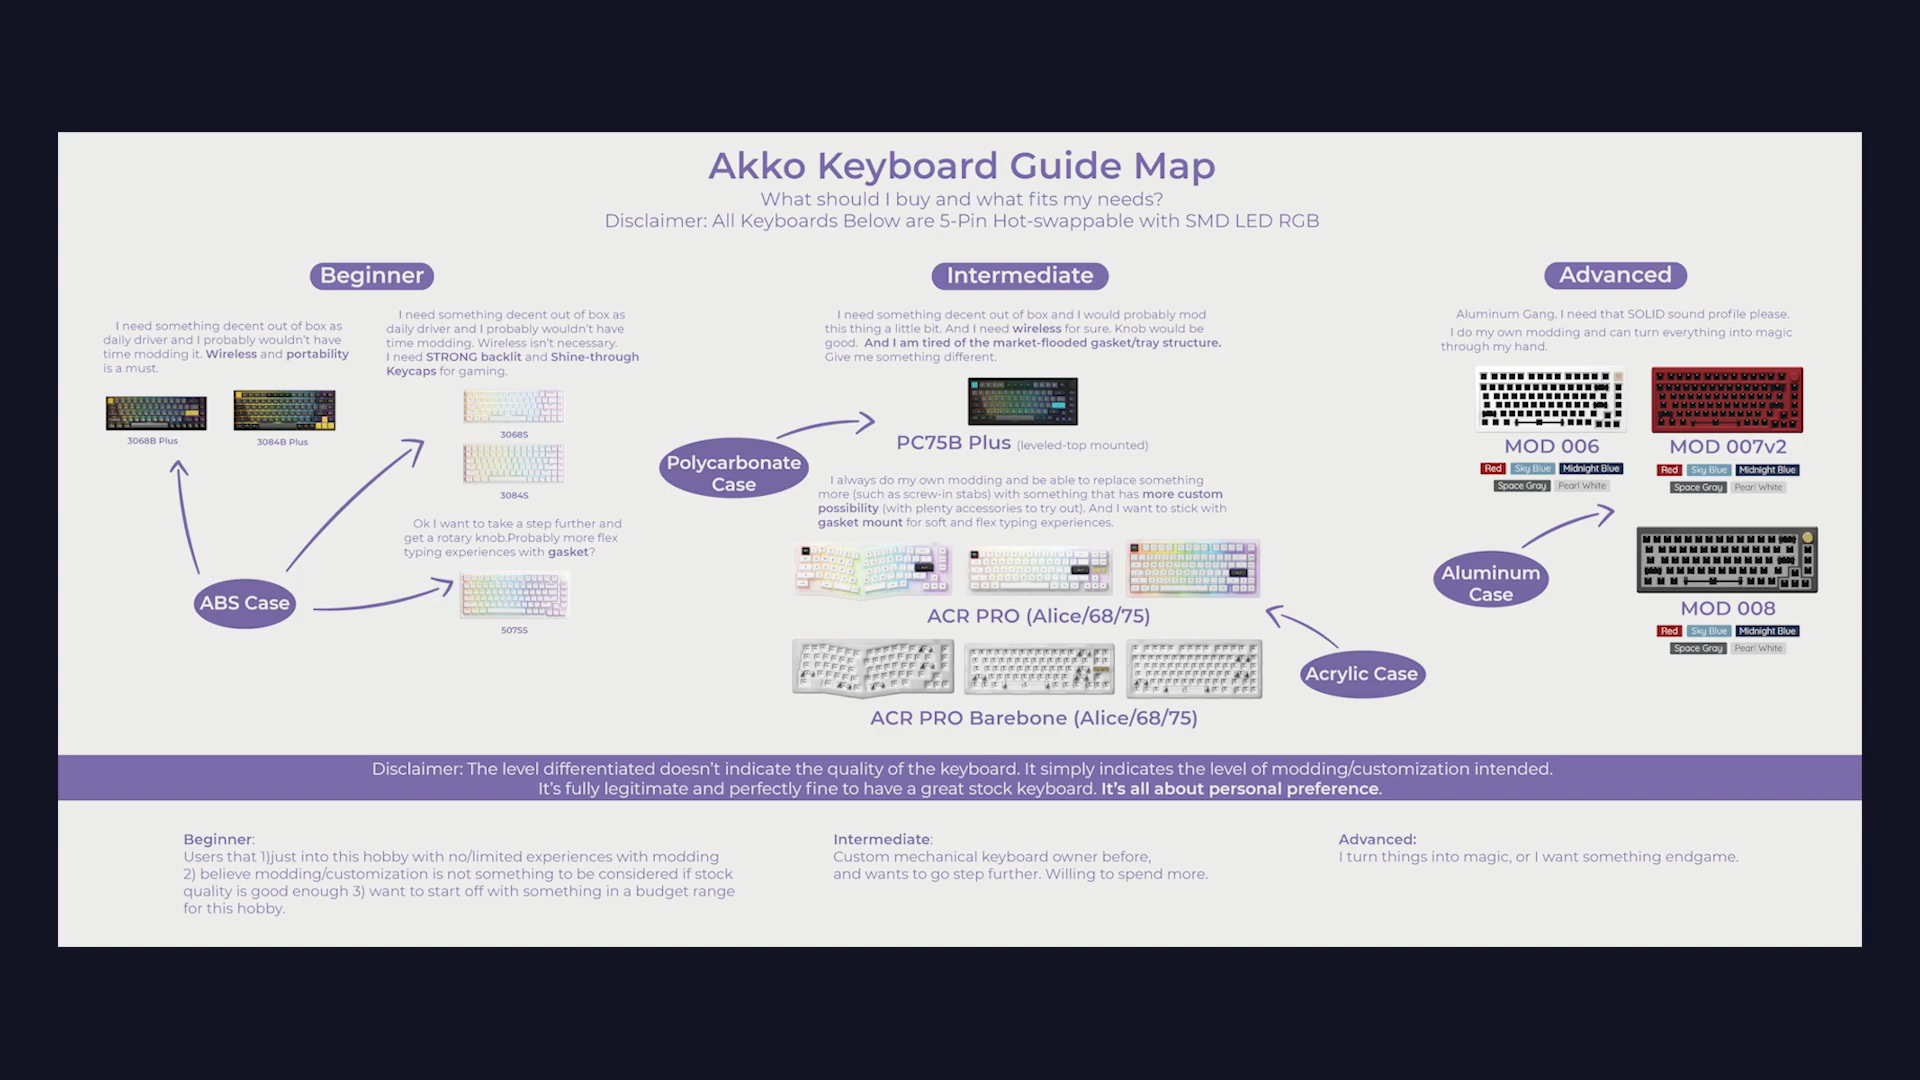 Akko Keyboard Guide Map
What should I buy and what fits my needs?
Disclaimer: All Keyboards Below are 5-Pin Hot-swappable with SMD LED RGB
Beginner
I need something decent out of box as
daily driver and I probably wouldn't have
time modding it. Wireless and portability
is a must.
3068B Plus
3084B Plus
I need something decent out of box as
daily driver and I probably wouldn't have
time modding. Wireless isn't necessary.
I need STRONG backlit and Shine-through
Keycaps for gaming.
3068S
3084S
Ok I want to take a step further and
get a rotary knob.Probably more flex
typing experiences with gasket?
5075S
ABS Case
Intermediate
I need something decent out of box and I would probably mod
this thing a little bit. And I need wireless for sure. Knob would be
good. And I am tired of the market-flooded gasket/tray structure.
Give me something different.
PC75B Plus (leveled-top mounted)
Polycarbonate
Case
I always do my own modding and be able to replace something
more (such as screw-in stabs) with something that has more custom
possibility (with plenty accessories to try out). And I want to stick with
gasket mount for soft and flex typing experiences.
ACR PRO (Alice/68/75)
ACR PRO Barebone (Alice/68/75)
Acrylic Case
Advanced
Aluminum Gang. I need that SOLID sound profile please.
I do my own modding and can turn everything into magic
through my hand.
MOD 006
Red Sky Blue Midnight Blue
Space Gray Pearl White
MOD 007v2
Red Sky Blue Midnight Blue
Space Gray Pearl White
Aluminum
Case
MOD 008
Red Sky Blue Midnight Blue
Space Gray Pearl White
Disclaimer: The level differentiated doesn't indicate the quality of the keyboard. It simply indicates the level of modding/customization intended.
It's fully legitimate and perfectly fine to have a great stock keyboard. It's all about personal preference.
Beginner:
Users that 1)just into this hobby with no/limited experiences with modding
2) believe modding/customization is not something to be considered if stock
quality is good enough 3) want to start off with something in a budget range
for this hobby.
Intermediate:
Custom mechanical keyboard owner before,
and wants to go step further. Willing to spend more.
Advanced:
I turn things into magic, or I want something endgame.